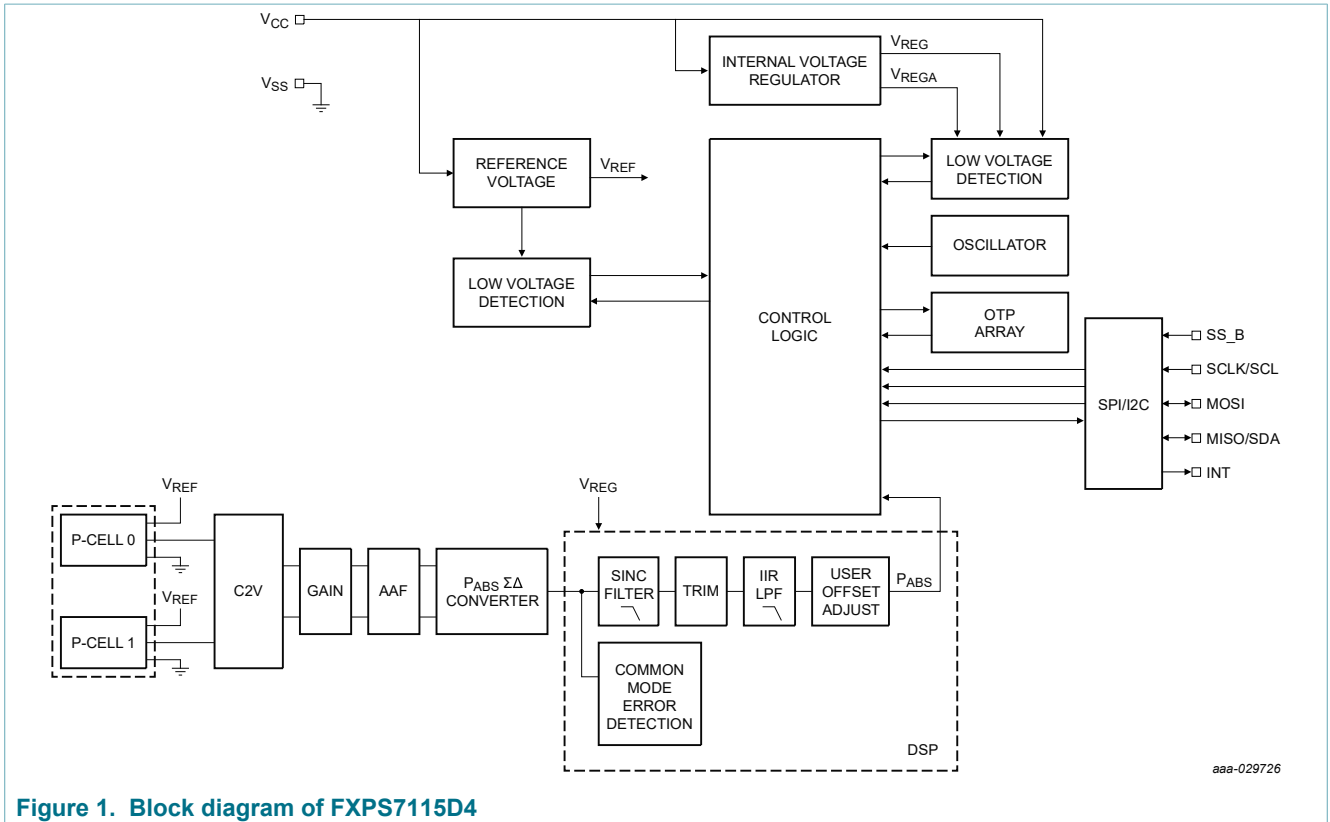 VCC
VSS
INTERNAL VOLTAGE
REGULATOR
VREG
VREGA
REFERENCE
VOLTAGE
VREF
LOW VOLTAGE
DETECTION
CONTROL
LOGIC
LOW VOLTAGE
DETECTION
OSCILLATOR
OTP
ARRAY
SPI/I2C
SS_B
SCLK/SCL
MOSI
MISO/SDA
INT
VREF
P-CELL 0
VREF
P-CELL 1
C2V
GAIN
AAF
PABS ΣΔ
CONVERTER
VREG
SINC
FILTER
TRIM
IIR
LPF
USER
OFFSET
ADJUST
PABS
COMMON
MODE
ERROR
DETECTION
DSP
aaa-029726
Figure 1. Block diagram of FXPS7115D4